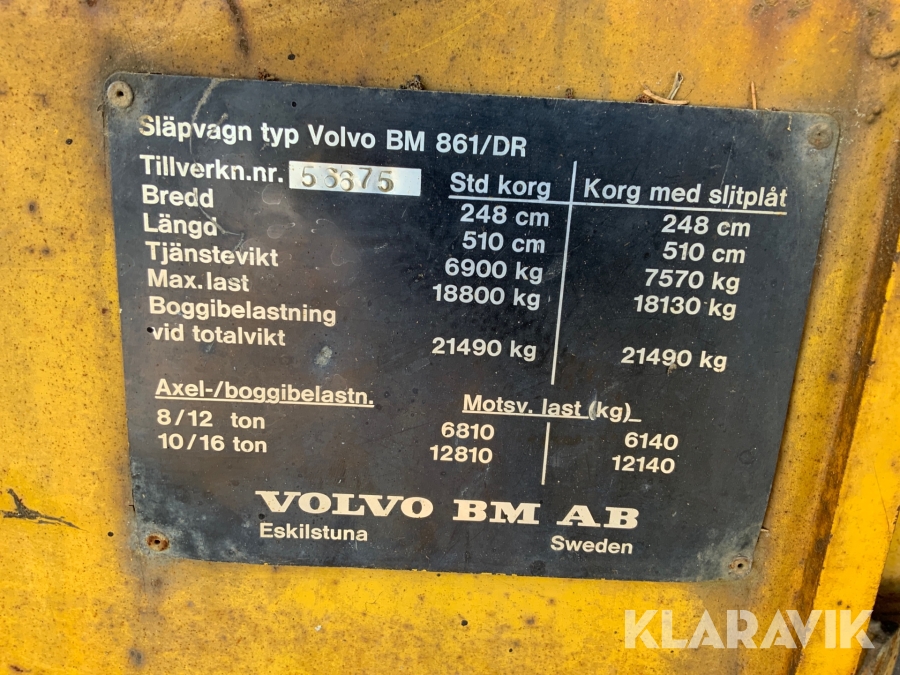 Släpvagn typ Volvo BM 861/DR
Tillverkn.nr. 53675 Std korg Korg med slitplåt
Bredd 248 cm 248 cm
Längd 510 cm 510 cm
Tjänstevikt 6900 kg 7570 kg
Max.last 18800 kg 18130 kg
Boggibelastning
vid totalvikt 21490 kg 21490 kg
Axel-/boggibelastn. Motsv. last (kg)
8/12 ton 6810 6140
10/16 ton 12810 12140
VOLVO BM AB
Eskilstuna Sweden
KLARAVIK